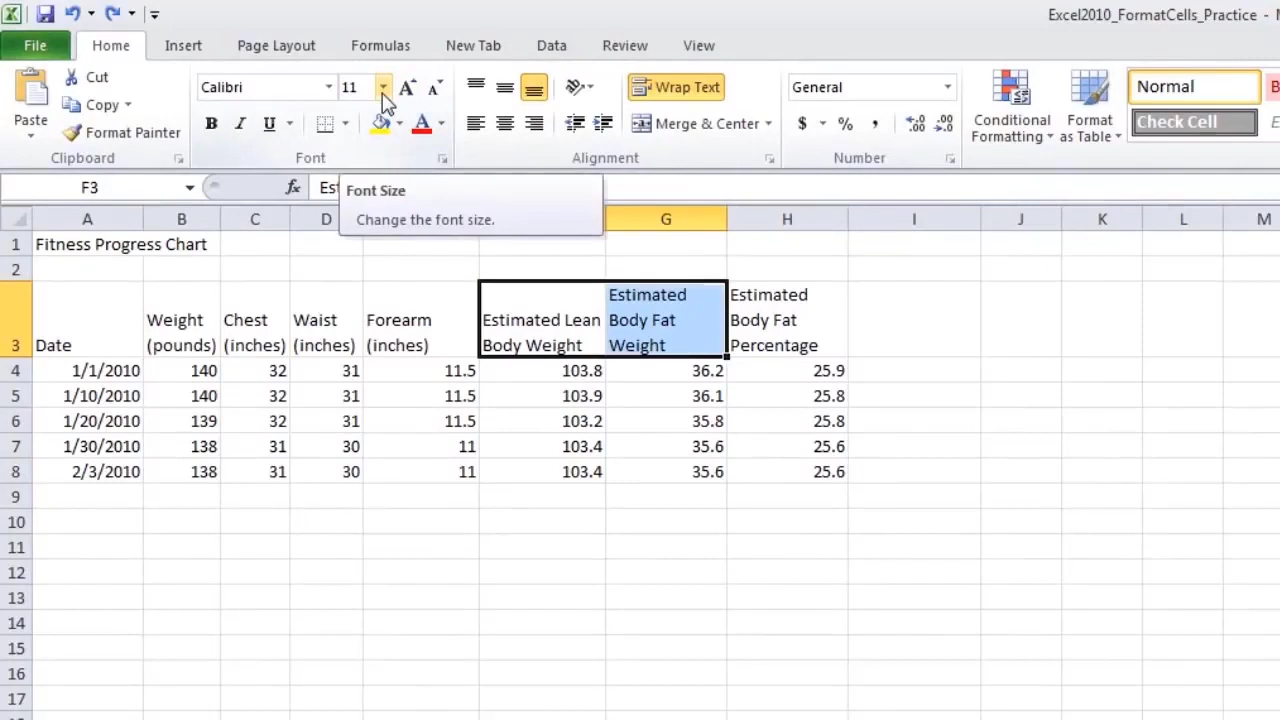 Excel2010_FormatCells_Practice -
File Home Insert Page Layout Formulas New Tab Data Review View
Paste
Cut
Copy
Format Painter
Clipboard
Calibri 11 A A
B I U A
Font
Wrap Text
Merge & Center
Alignment
General
$ % ,
.00
Number
Conditional Formatting
Format as Table
Normal
Check Cell
F3 fx Est
Font Size
Change the font size.
A B C D G H I J K L M
1 Fitness Progress Chart
2
3 Date Weight (pounds) Chest (inches) Waist (inches) Forearm (inches) Estimated Lean Body Weight Estimated Body Fat Weight Estimated Body Fat Percentage
4 1/1/2010 140 32 31 11.5 103.8 36.2 25.9
5 1/10/2010 140 32 31 11.5 103.9 36.1 25.8
6 1/20/2010 139 32 31 11.5 103.2 35.8 25.8
7 1/30/2010 138 31 30 11 103.4 35.6 25.6
8 2/3/2010 138 31 30 11 103.4 35.6 25.6
9
10
11
12
13
14
15
16
17